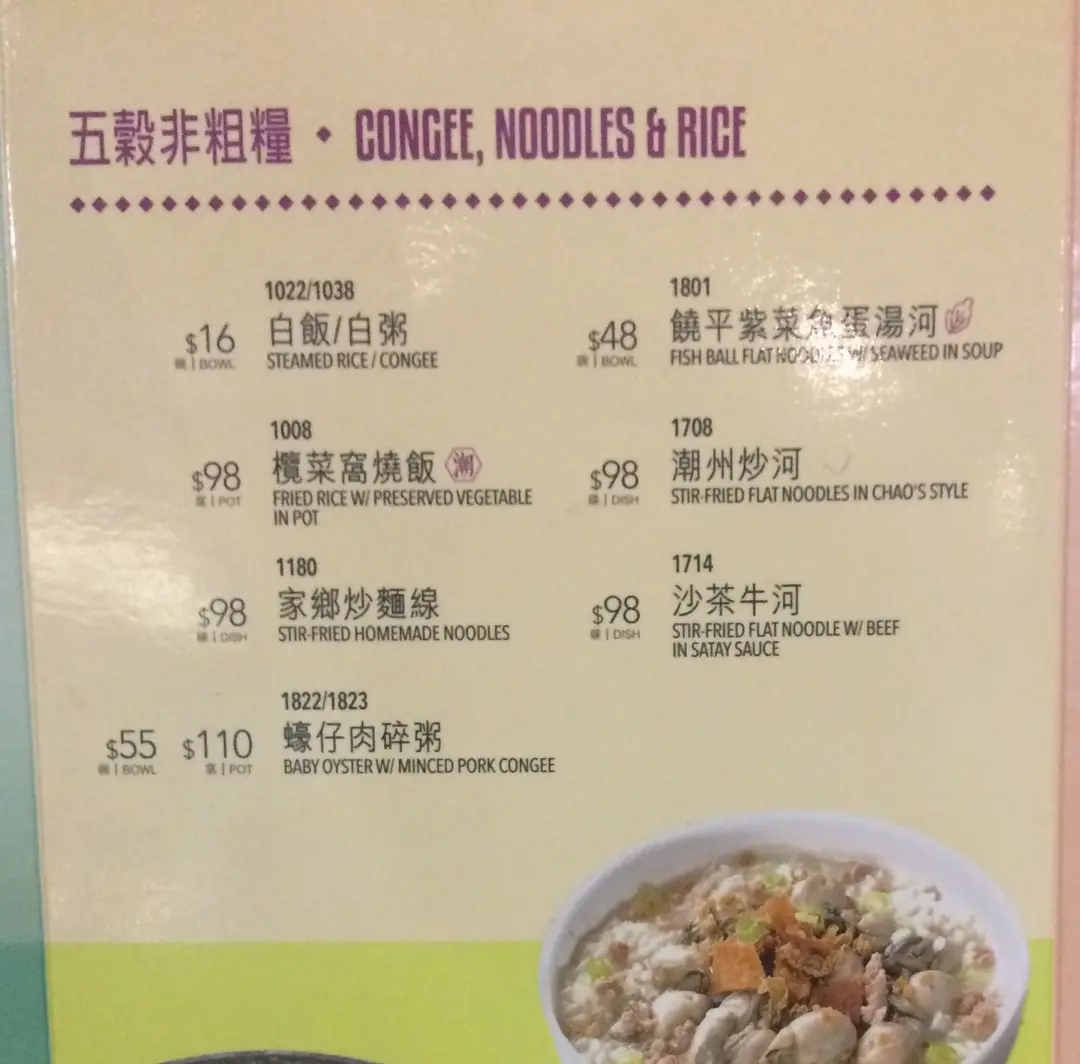 五穀非粗糧 · CONGEE, NOODLES & RICE
1022/1038
$16 白飯/白粥
碗 | BOWL STEAMED RICE / CONGEE
1008
$98 欖菜窩燒飯 潮
窩 | POT FRIED RICE W/ PRESERVED VEGETABLE
IN POT
1180
$98 家鄉炒麵線
碟 | DISH STIR-FRIED HOMEMADE NOODLES
1822/1823
$55 $110 蠔仔肉碎粥
碗 | BOWL 窩 | POT BABY OYSTER W/ MINCED PORK CONGEE
1801
$48 饒平紫菜魚蛋湯河
碗 | BOWL FISH BALL FLAT NOODLES W/ SEAWEED IN SOUP
1708
$98 潮州炒河
碟 | DISH STIR-FRIED FLAT NOODLES IN CHAO'S STYLE
1714
$98 沙茶牛河
碟 | DISH STIR-FRIED FLAT NOODLE W/ BEEF
IN SATAY SAUCE